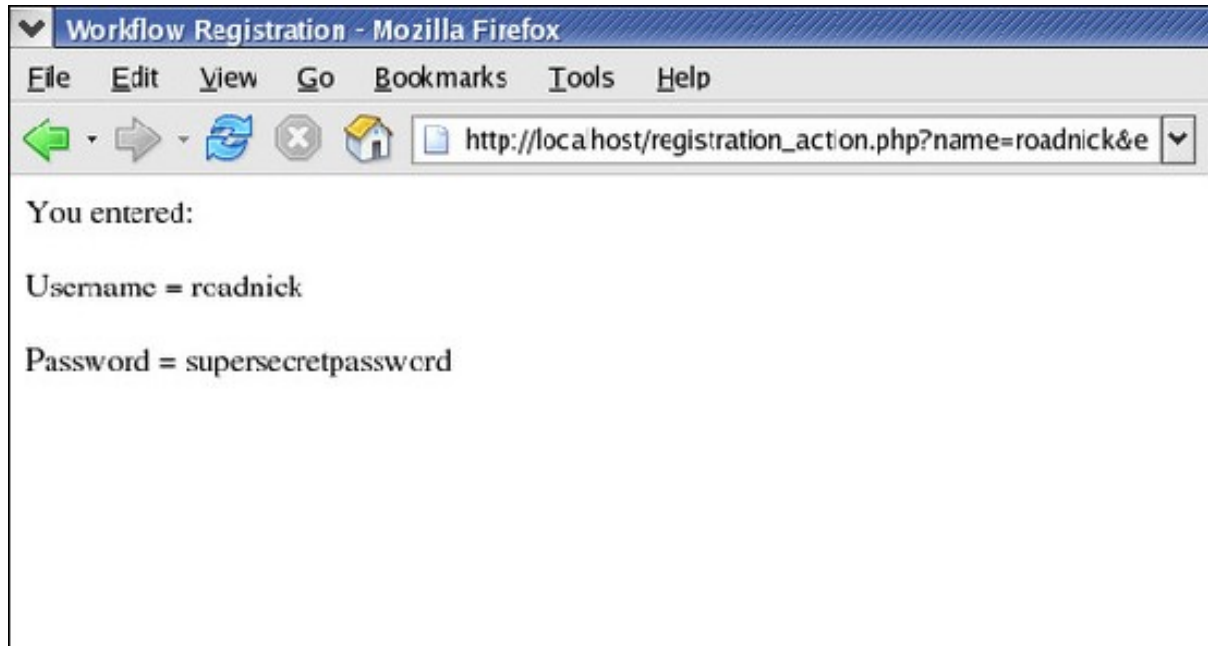 Workflow Registration - Mozilla Firefox
File Edit View Go Bookmarks Tools Help
http://localhost/registration_action.php?name=roadnick&e
You entered:
Username = roadnick
Password = supersecretpassword